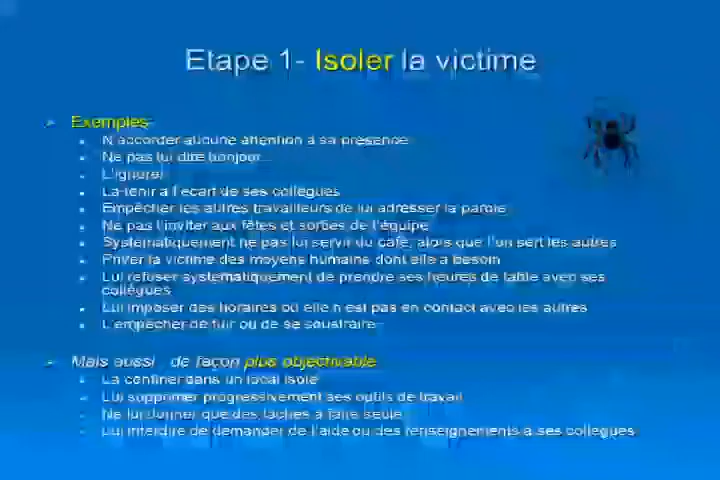 Etape 1- Isoler la victime
Exemples
N'accorder aucune attention à sa présence
Ne pas lui dire bonjour...
L'ignorer
La tenir à l'écart de ses collègues
Empêcher les autres travailleurs de lui adresser la parole
Ne pas l'inviter aux fêtes et sorties de l'équipe
Systématiquement ne pas lui servir du café, alors que l'on sert les autres
Priver la victime des moyens humains dont elle a besoin
Lui refuser systématiquement de prendre ses heures de table avec ses
collègues
Lui imposer des horaires où elle n'est pas en contact avec les autres
L'empêcher de fuir ou de se soustraire
Mais aussi de façon plus objectivable
La confiner dans un local isolé
Lui supprimer progressivement ses outils de travail
Ne lui donner que des tâches à faire seule
Lui interdire de demander de l'aide ou des renseignements à ses collègues